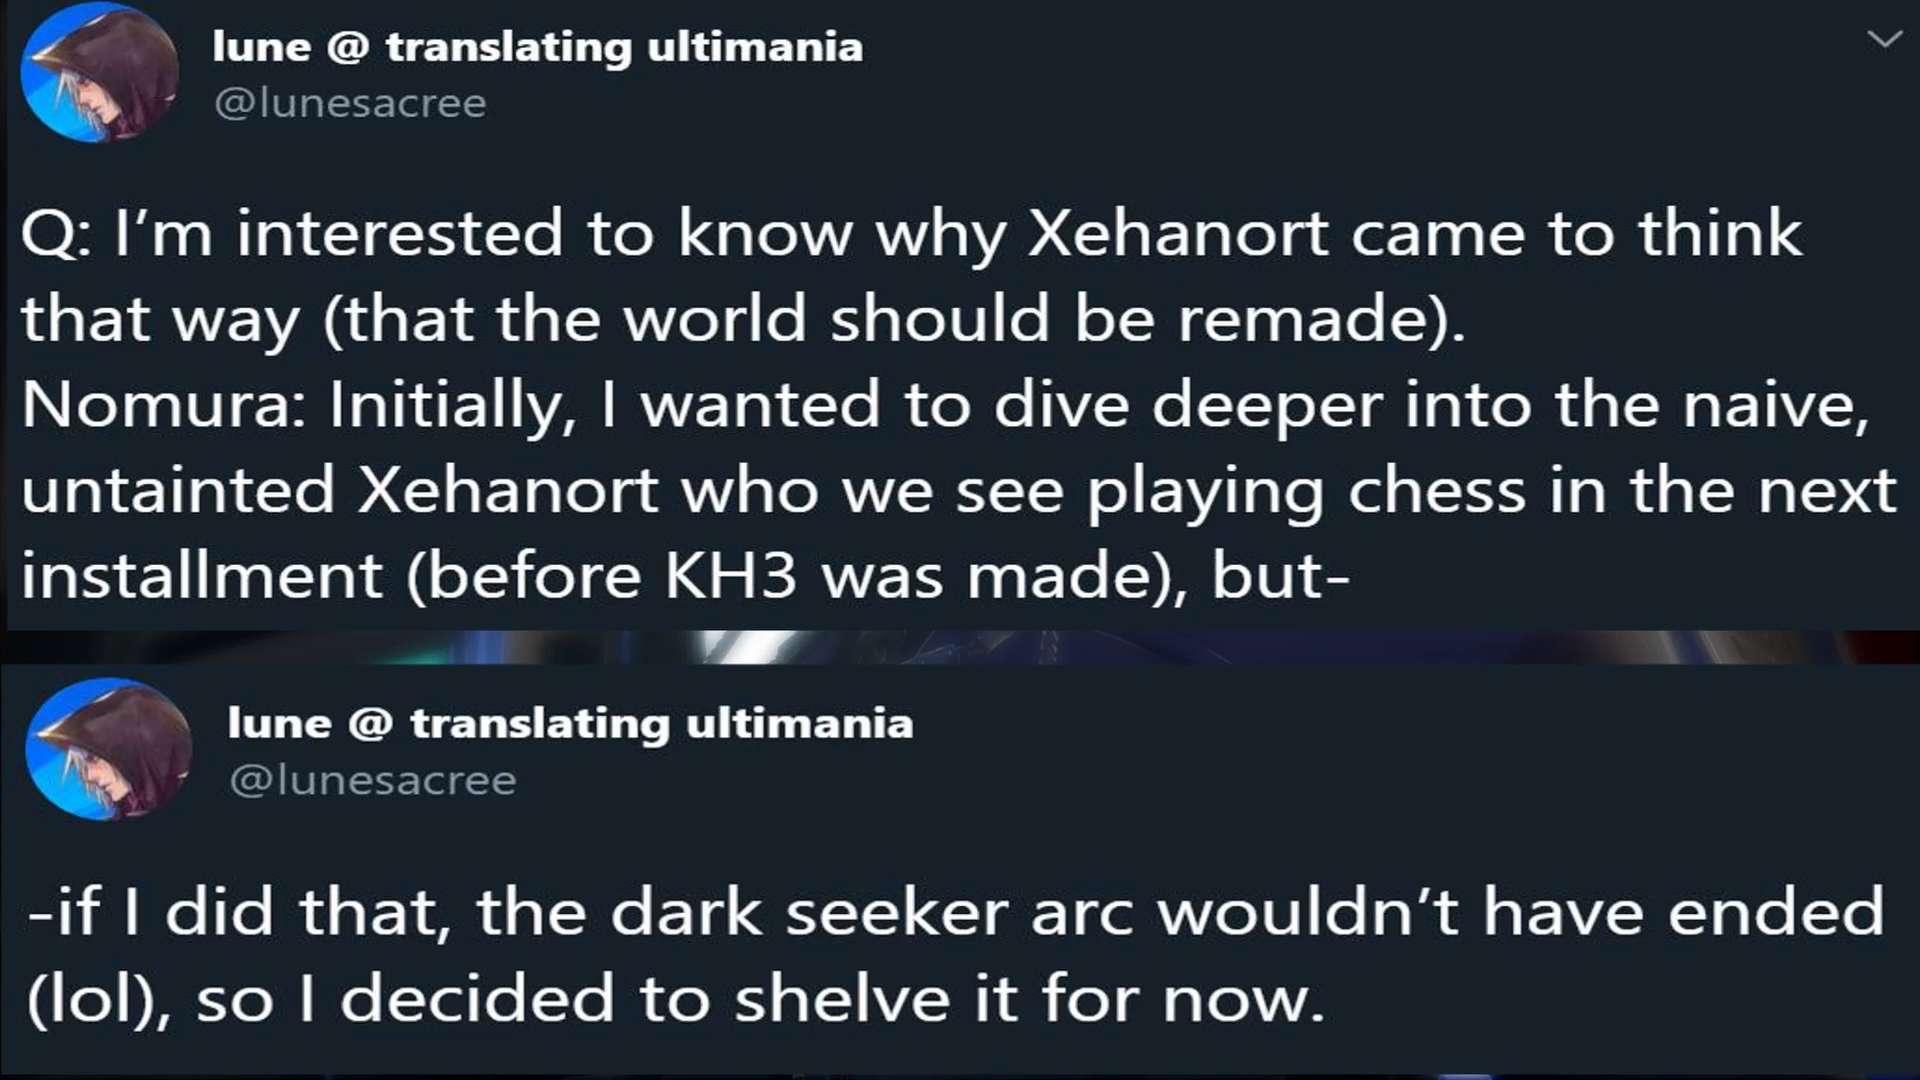 lune @ translating ultimania
@lunesacree
Q: I'm interested to know why Xehanort came to think
that way (that the world should be remade).
Nomura: Initially, I wanted to dive deeper into the naive,
untainted Xehanort who we see playing chess in the next
installment (before KH3 was made), but-
lune @ translating ultimania
@lunesacree
-if I did that, the dark seeker arc wouldn't have ended
(lol), so I decided to shelve it for now.